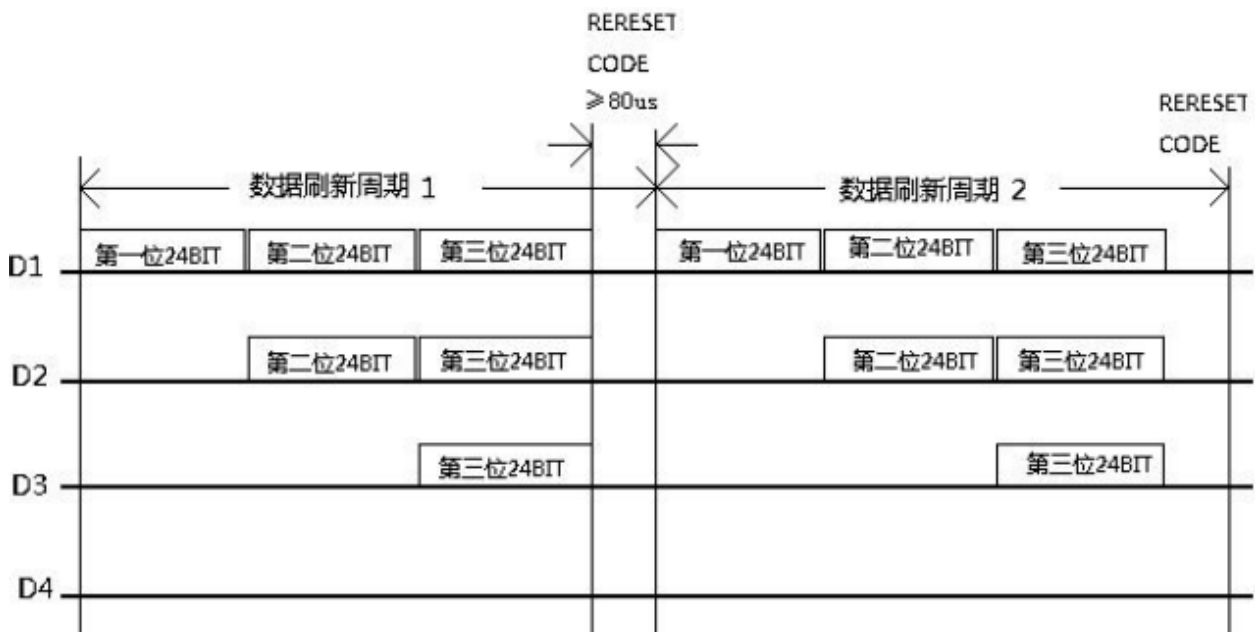 RERESET
CODE
≥80us
RERESET
CODE
数据刷新周期 1
数据刷新周期 2
D1
第一位24BIT
第二位24BIT
第三位24BIT
第一位24BIT
第二位24BIT
第三位24BIT
D2
第二位24BIT
第三位24BIT
第二位24BIT
第三位24BIT
D3
第三位24BIT
第三位24BIT
D4